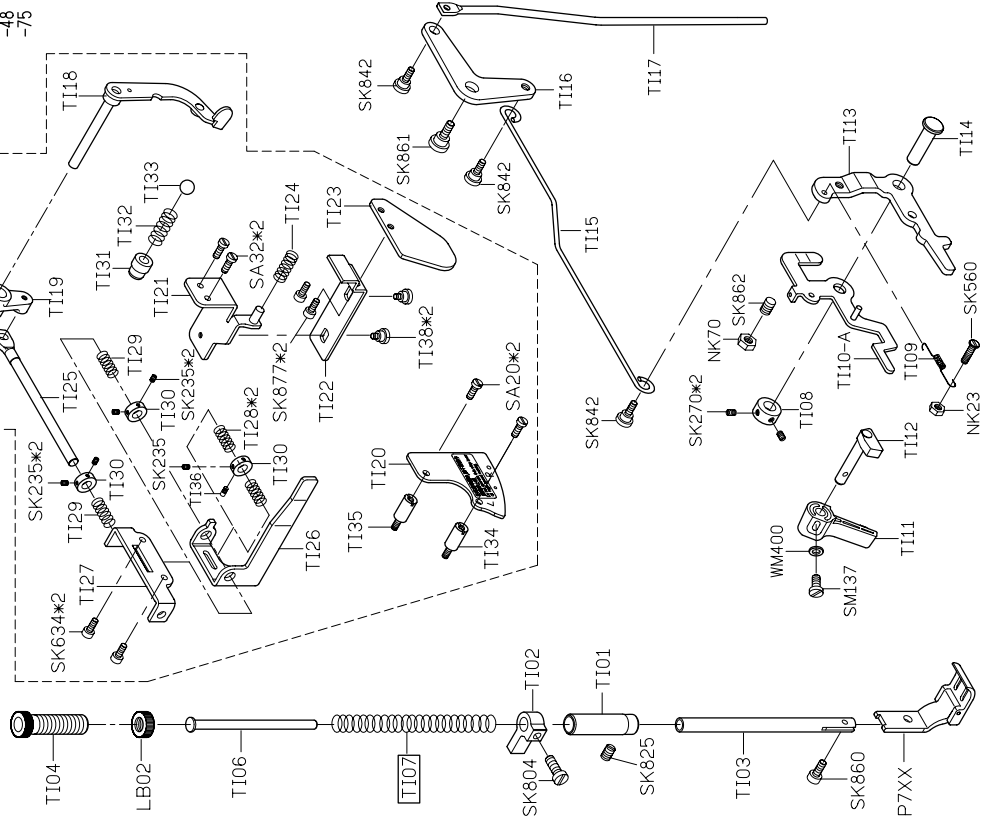 -48
-75
TI18
TI33
TI32
TI31
TI24
SA32*2
TI21
TI23
TI19
TI29
SK235*2
TI30
SK877*2
TI22
TI38*2
TI25
SK235
TI28*2
TI30
TI36
SK235*2
TI30
TI29
TI27
TI26
SK634*2
SA20*2
TI20
TI35
TI34
SK842
TI16
TI17
SK861
SK842
TI15
SK842
TI13
TI14
SK862
NK70
TI10-A
TI09
SK560
NK23
SK270*2
TI08
TI12
TI11
WM400
SM137
TI04
LB02
TI06
TI07
TI02
SK804
TI01
SK825
TI03
SK860
P7XX